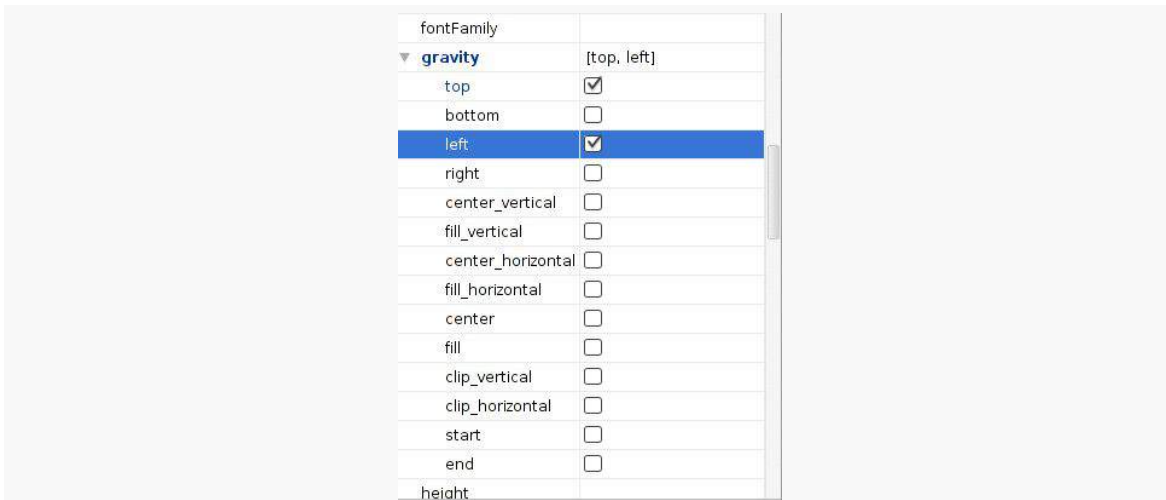 fontFamily
gravity [top, left]
top
bottom
left
right
center_vertical
fill_vertical
center_horizontal
fill_horizontal
center
fill
clip_vertical
clip_horizontal
start
end
height